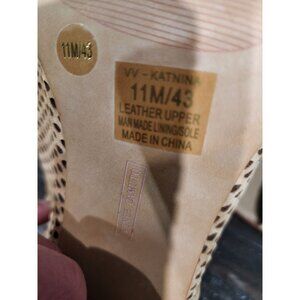 11M/43
VV - KATNINA
11M/43
LEATHER UPPER
MAN MADE LINING/SOLE
MADE IN CHINA